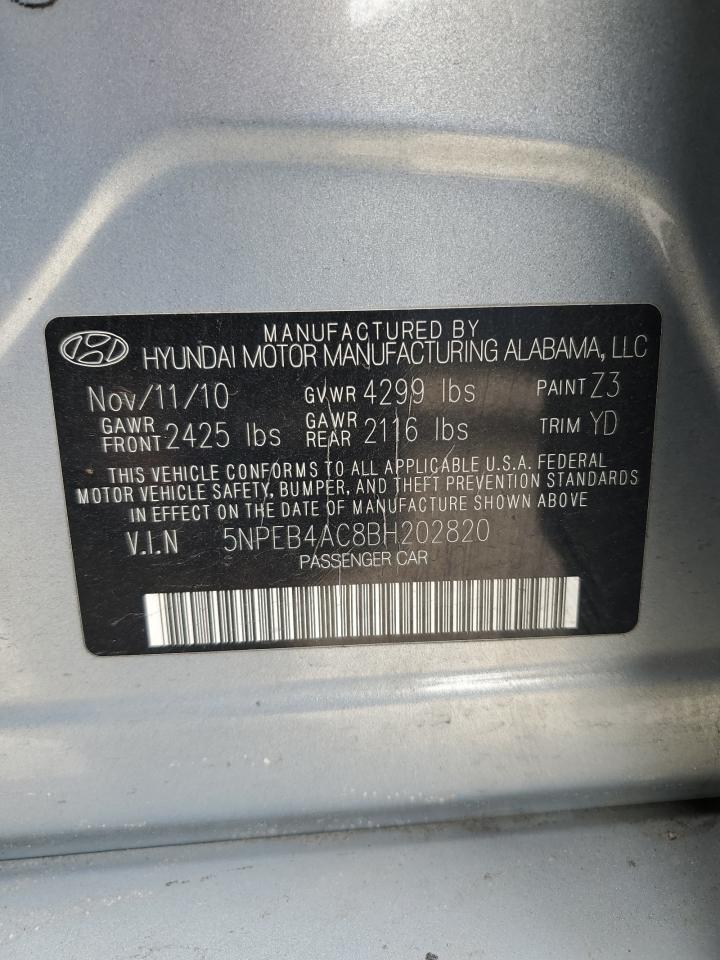 MANUFACTURED BY
HYUNDAI MOTOR MANUFACTURING ALABAMA, LLC
Nov/11/10 GVWR 4299 lbs PAINT Z3
GAWR FRONT 2425 lbs GAWR REAR 2116 lbs TRIM YD
THIS VEHICLE CONFORMS TO ALL APPLICABLE U.S.A. FEDERAL
MOTOR VEHICLE SAFETY, BUMPER, AND THEFT PREVENTION STANDARDS
IN EFFECT ON THE DATE OF MANUFACTURE SHOWN ABOVE
V.I.N 5NPEB4AC8BH202820
PASSENGER CAR